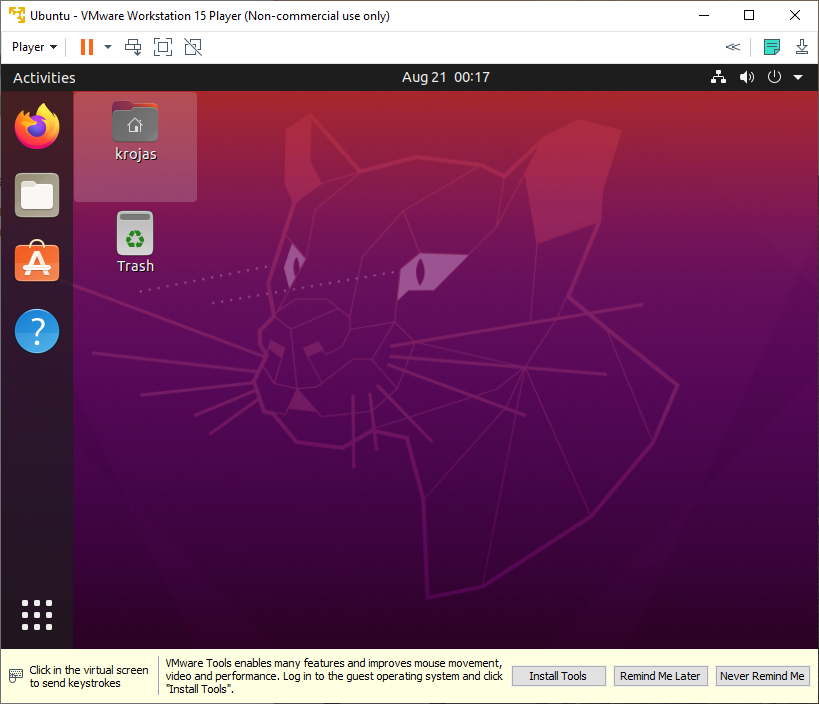 Ubuntu - VMware Workstation 15 Player (Non-commercial use only)
Player
Activities
Aug 21 00:17
krojas
Trash
Click in the virtual screen
to send keystrokes
VMware Tools enables many features and improves mouse movement,
video and performance. Log in to the guest operating system and click
"Install Tools".
Install Tools
Remind Me Later
Never Remind Me